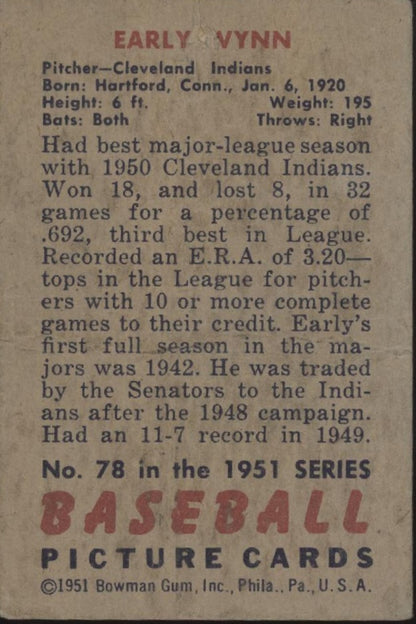 EARLY WYNN
Pitcher—Cleveland Indians
Born: Hartford, Conn., Jan. 6, 1920
Height: 6 ft. Weight: 195
Bats: Both Throws: Right
Had best major-league season
with 1950 Cleveland Indians.
Won 18, and lost 8, in 32
games for a percentage of
.692, third best in League.
Recorded an E.R.A. of 3.20—
tops in the League for pitch-
ers with 10 or more complete
games to their credit. Early's
first full season in the ma-
jors was 1942. He was traded
by the Senators to the Indi-
ans after the 1948 campaign.
Had an 11-7 record in 1949.
No. 78 in the 1951 SERIES
BASEBALL
PICTURE CARDS
©1951 Bowman Gum, Inc., Phila., Pa., U.S.A.